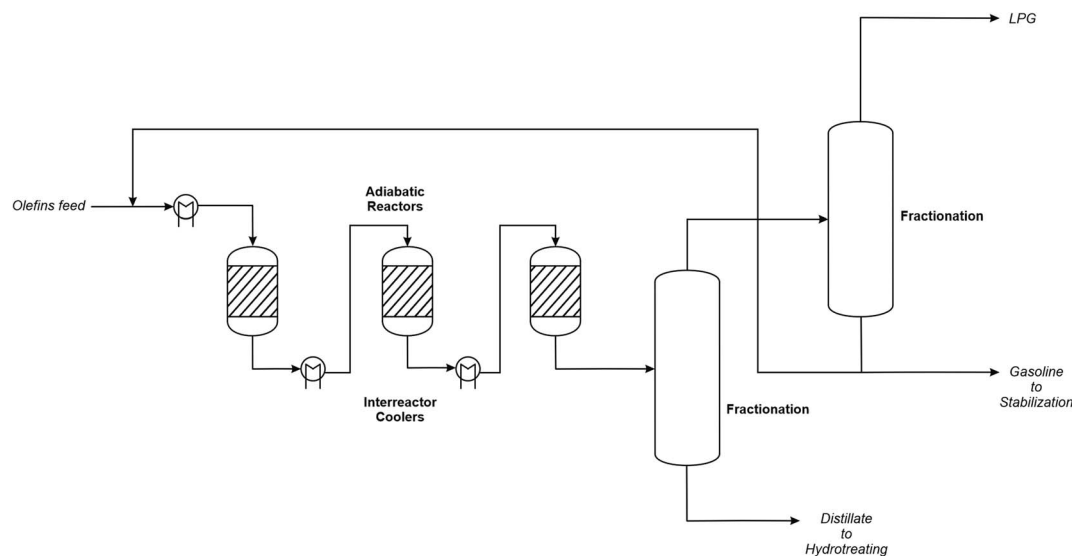 LPG
Olefins feed
Adiabatic
Reactors
Fractionation
Interreactor
Coolers
Fractionation
Gasoline
to
Stabilization
Distillate
to
Hydrotreating